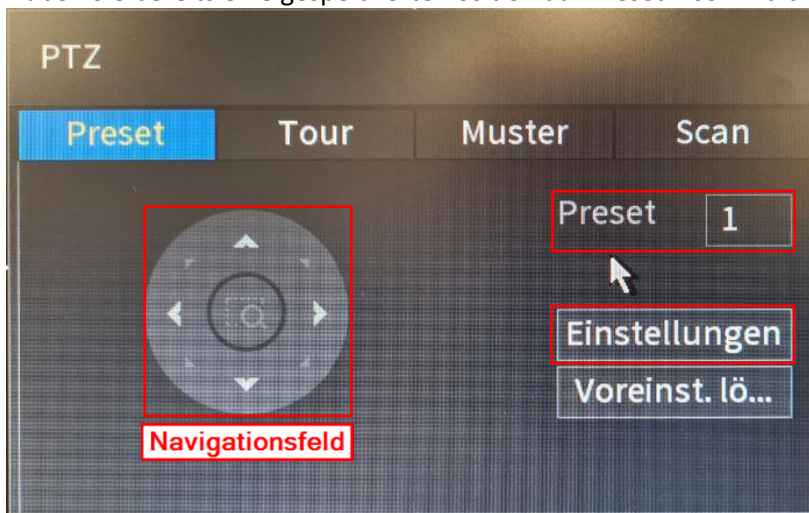 PTZ
Preset Tour Muster Scan
Preset 1
Einstellungen
Voreinst. lö...
Navigationsfeld